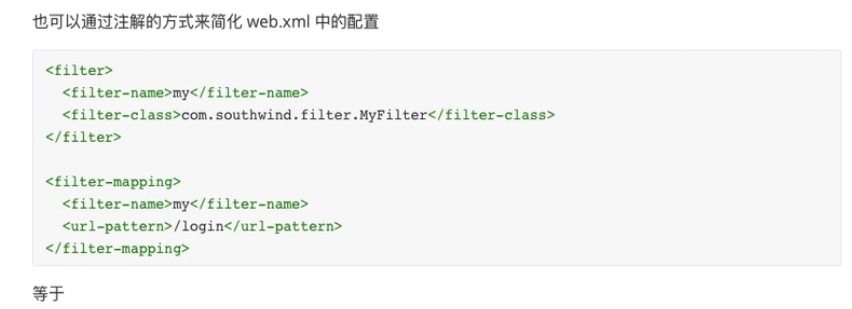 也可以通过注解的方式来简化 web.xml 中的配置
<filter>
  <filter-name>my</filter-name>
  <filter-class>com.southwind.filter.MyFilter</filter-class>
</filter>

<filter-mapping>
  <filter-name>my</filter-name>
  <url-pattern>/login</url-pattern>
</filter-mapping>
等于